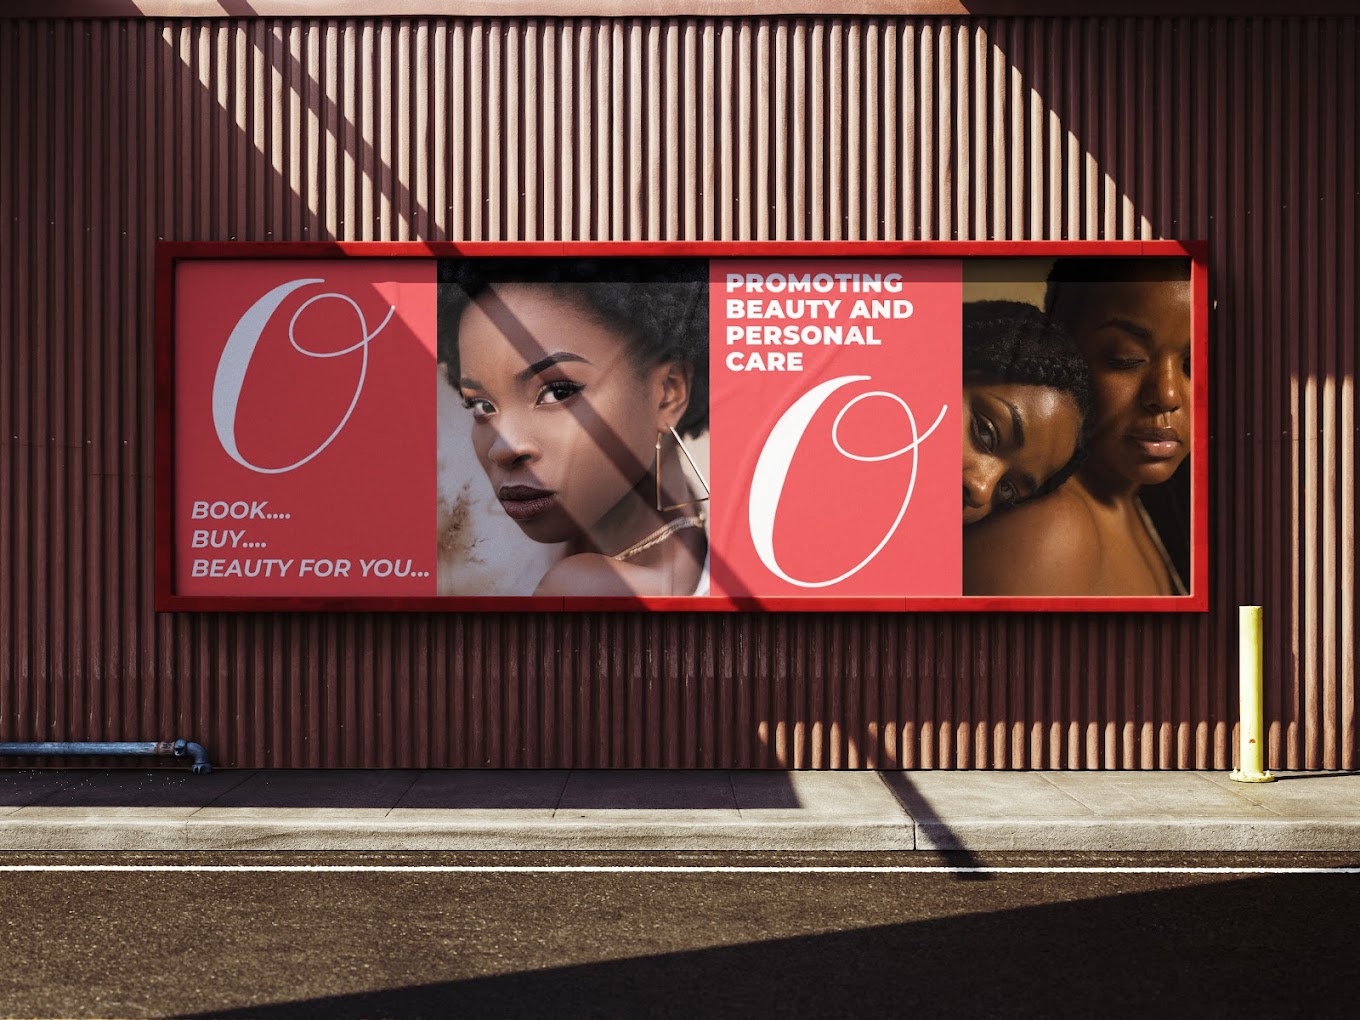 O
BOOK....
BUY....
BEAUTY FOR YOU...
PROMOTING
BEAUTY AND
PERSONAL
CARE
O